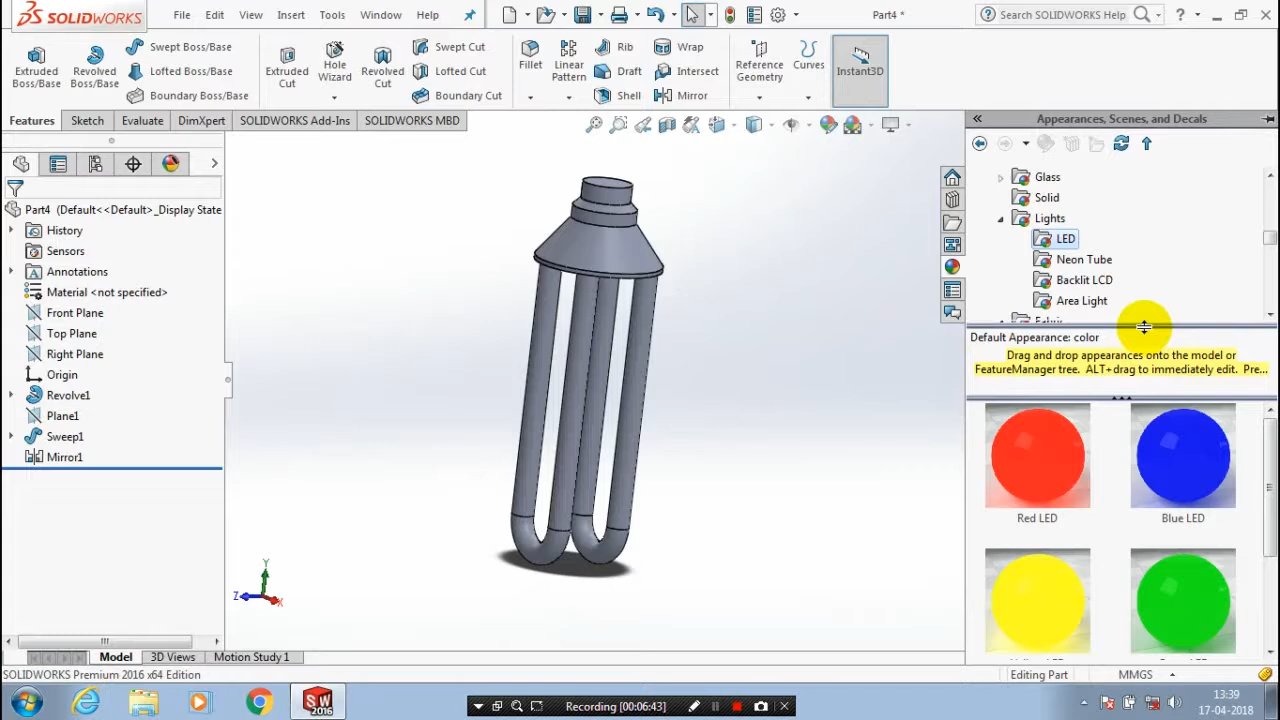 SOLIDWORKS
File Edit View Insert Tools Window Help
Part4 *
Search SOLIDWORKS Help
?
Extruded Boss/Base
Revolved Boss/Base
Swept Boss/Base
Lofted Boss/Base
Boundary Boss/Base
Extruded Cut
Hole Wizard
Revolved Cut
Swept Cut
Lofted Cut
Boundary Cut
Fillet
Linear Pattern
Rib
Draft
Shell
Wrap
Intersect
Mirror
Reference Geometry
Curves
Instant3D
Features Sketch Evaluate DimXpert SOLIDWORKS Add-Ins SOLIDWORKS MBD
Part4 (Default<<Default>_Display State
History
Sensors
Annotations
Material <not specified>
Front Plane
Top Plane
Right Plane
Origin
Revolve1
Plane1
Sweep1
Mirror1
Y
Z
X
Appearances, Scenes, and Decals
Glass
Solid
Lights
LED
Neon Tube
Backlit LCD
Area Light
Default Appearance: color
Drag and drop appearances onto the model or
FeatureManager tree. ALT+drag to immediately edit. Pre...
Red LED
Blue LED
Model 3D Views Motion Study 1
SOLIDWORKS Premium 2016 x64 Edition
Editing Part
MMGS
SW
2016
Recording [00:06:43]
13:39
17-04-2018